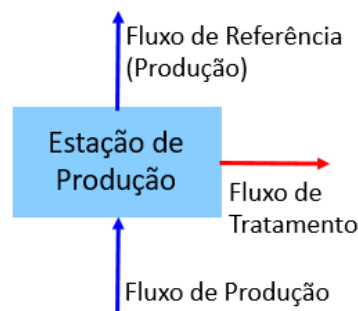 Fluxo de Referência
(Produção)
Estação de
Produção
Fluxo de
Tratamento
Fluxo de Produção